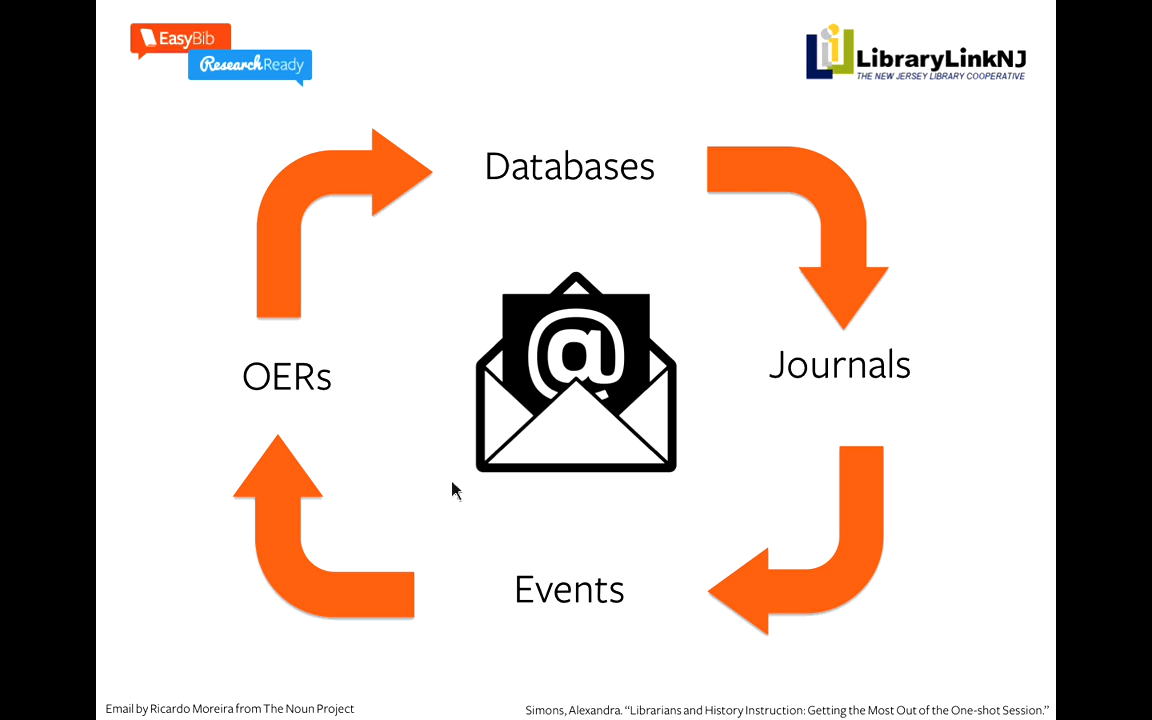 EasyBib
ResearchReady
LibraryLinkNJ
THE NEW JERSEY LIBRARY COOPERATIVE
Databases
@
OERs
Journals
Events
Email by Ricardo Moreira from The Noun Project
Simons, Alexandra. “Librarians and History Instruction: Getting the Most Out of the One-shot Session.”